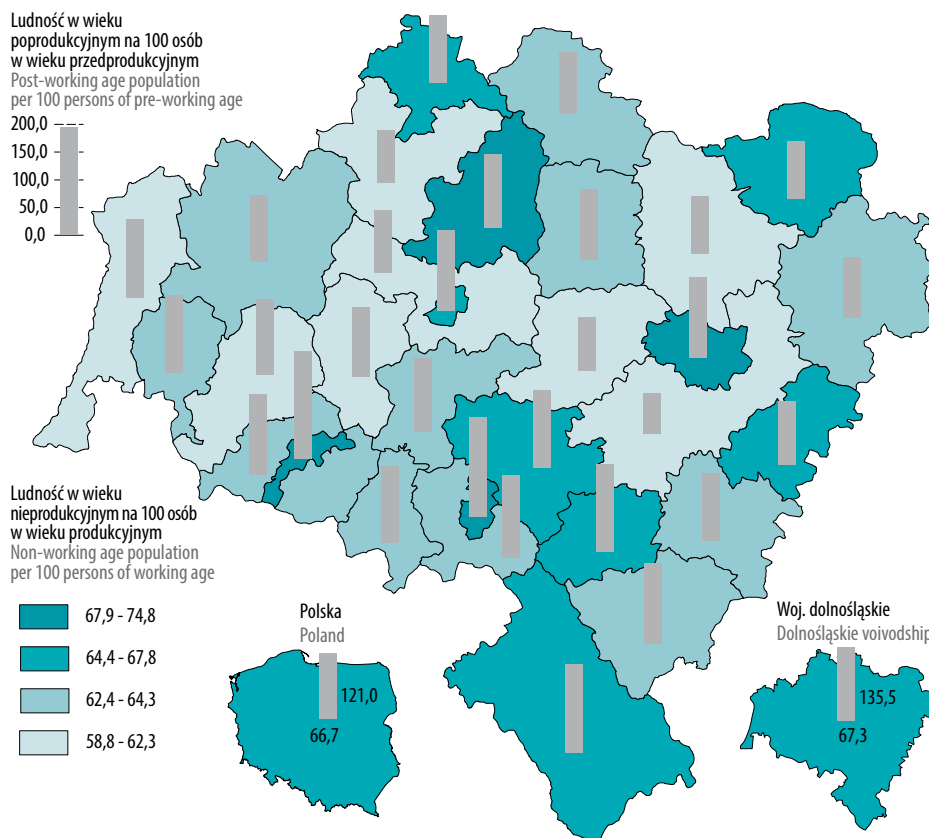 Ludność w wieku
poprodukcyjnym na 100 osób
w wieku przedprodukcyjnym
Post-working age population
per 100 persons of pre-working age
200,0
150,0
100,0
50,0
0,0
Ludność w wieku
nieprodukcyjnym na 100 osób
w wieku produkcyjnym
Non-working age population
per 100 persons of working age
67,9 - 74,8
64,4 - 67,8
62,4 - 64,3
58,8 - 62,3
Polska
Poland
121,0
66,7
Woj. dolnośląskie
Dolnośląskie voivodship
135,5
67,3